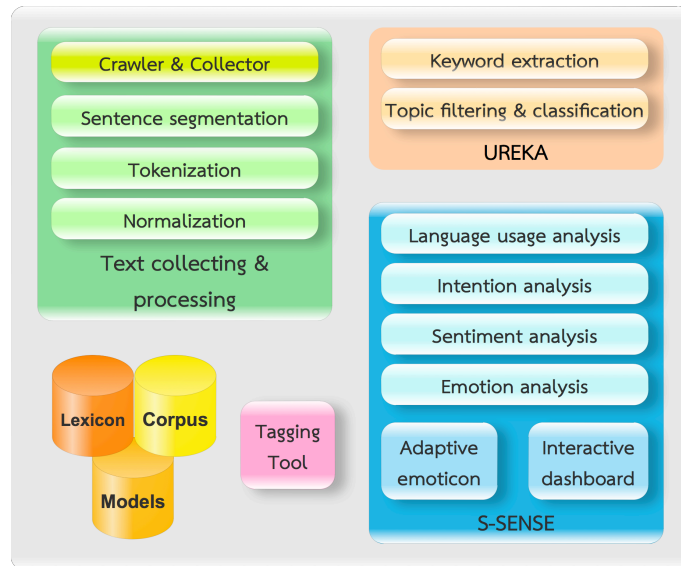 Crawler & Collector
Sentence segmentation
Tokenization
Normalization
Text collecting &
processing
Keyword extraction
Topic filtering & classification
UREKA
Language usage analysis
Intention analysis
Sentiment analysis
Emotion analysis
Adaptive
emoticon
Interactive
dashboard
S-SENSE
Lexicon
Corpus
Models
Tagging
Tool